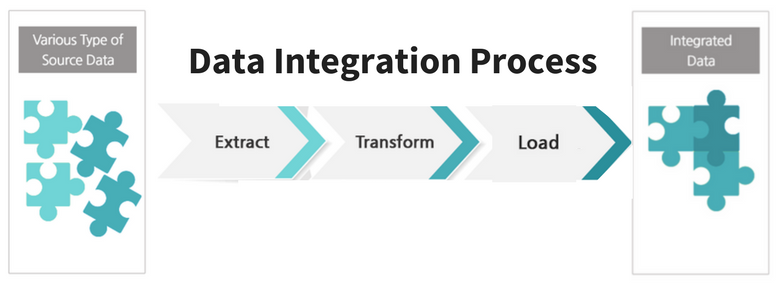 Various Type of
Source Data
Data Integration Process
Extract
Transform
Load
Integrated
Data